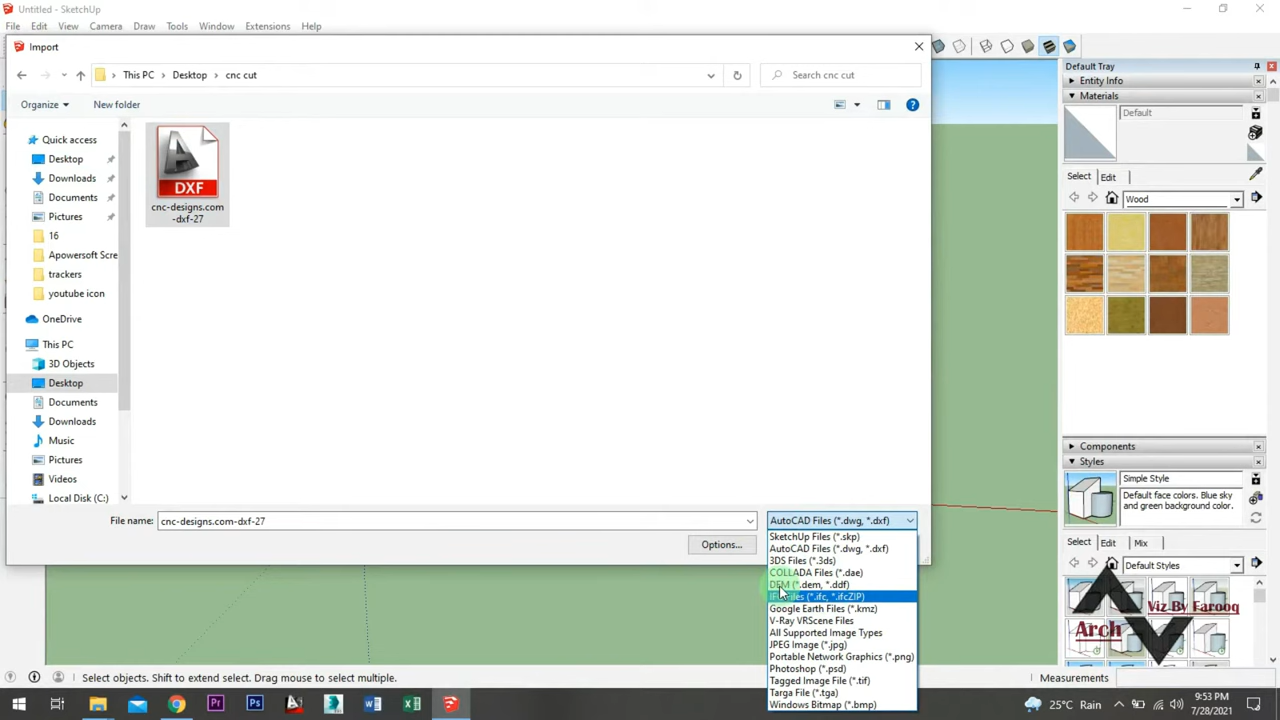 Untitled - SketchUp
File Edit View Camera Draw Tools Window Extensions Help
Import
This PC Desktop cnc cut
Search cnc cut
Organize
New folder
Quick access
Desktop
Downloads
Documents
Pictures
16
Apowersoft Scre
trackers
youtube icon
OneDrive
This PC
3D Objects
Desktop
Documents
Downloads
Music
Pictures
Videos
Local Disk (C:)
DXF
cnc-designs.com
-dxf-27
File name:
cnc-designs.com-dxf-27
AutoCAD Files (*.dwg, *.dxf)
Options...
SketchUp Files (*.skp)
AutoCAD Files (*.dwg, *.dxf)
3DS Files (*.3ds)
COLLADA Files (*.dae)
DEM (*.dem, *.ddf)
IFC Files (*.ifc, *.ifcZIP)
Google Earth Files (*.kmz)
V-Ray VRScene Files
All Supported Image Types
JPEG Image (*.jpg)
Portable Network Graphics (*.png)
Photoshop (*.psd)
Tagged Image File (*.tif)
Targa File (*.tga)
Windows Bitmap (*.bmp)
Default Tray
Entity Info
Materials
Default
Select
Edit
Wood
Components
Styles
Simple Style
Default face colors. Blue sky
and green background color.
Select
Edit
Mix
Default Styles
Viz By Farooq
Arch
Select objects. Shift to extend select. Drag mouse to select multiple.
Measurements
25°C Rain
9:53 PM
7/28/2021